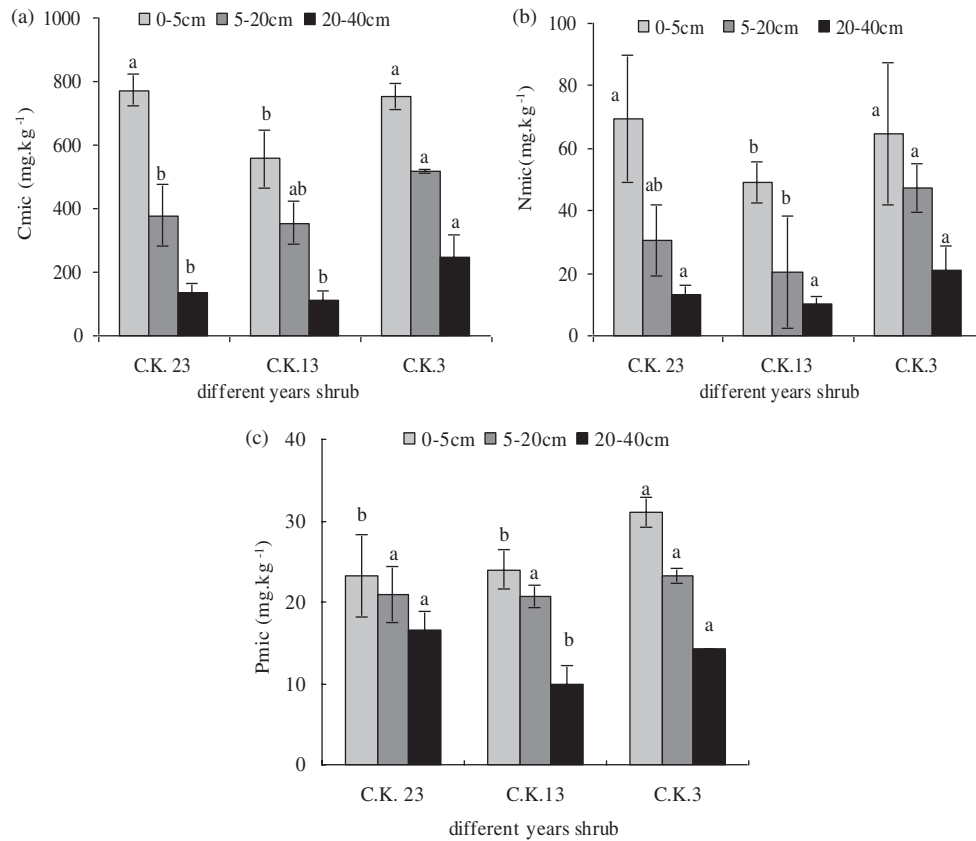 (a)
1000
0-5cm 5-20cm 20-40cm
a
a
800
b
a
600
b
ab
400
a
200
b
b
0
Cmic (mg.kg-1)
C.K. 23 C.K.13 C.K.3
different years shrub
(b)
100
0-5cm 5-20cm 20-40cm
80
a
a
60
b
a
ab
b
40
a
20
a
a
0
Nmic(mg.kg-1)
C.K. 23 C.K.13 C.K.3
different years shrub
(c)
40
0-5cm 5-20cm 20-40cm
a
30
b
b
a
a
a
20
a
a
b
10
0
Pmic (mg.kg-1)
C.K. 23 C.K.13 C.K.3
different years shrub